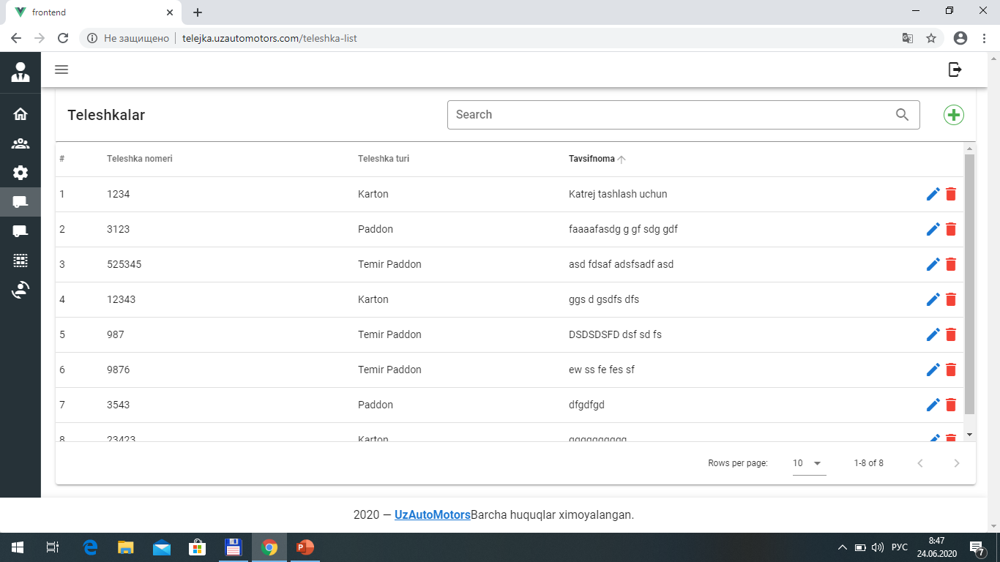 frontend
Не защищено telejka.uzautomotors.com/teleshka-list
Teleshkalar Search
# Teleshka nomeri Teleshka turi Tavsifnoma
1 1234 Karton Katrej tashlash uchun
2 3123 Paddon faaaafasdg g gf sdg gdf
3 525345 Temir Paddon asd fdsaf adsfsadf asd
4 12343 Karton ggs d gsdfs dfs
5 987 Temir Paddon DSDSDSFD dsf sd fs
6 9876 Temir Paddon ew ss fe fes sf
7 3543 Paddon dfgdfgd
8 23423 Karton
Rows per page: 10 1-8 of 8
2020 — UzAutoMotorsBarcha huquqlar ximoyalangan.
РУС 8:47
24.06.2020 7